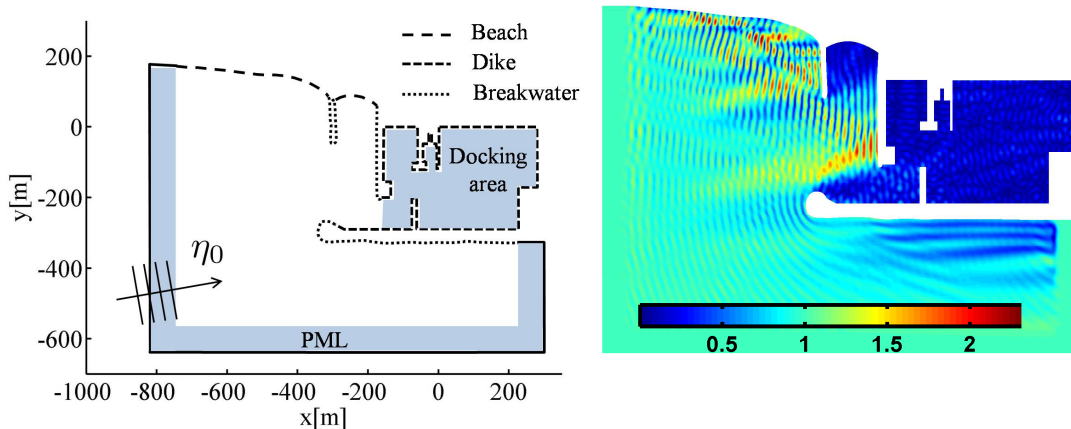 Beach
Dike
Breakwater
200
0
-200
-400
-600
y[m]
Docking
area
η₀
PML
-1000 -800 -600 -400 -200 0 200
x[m]
0.5 1 1.5 2